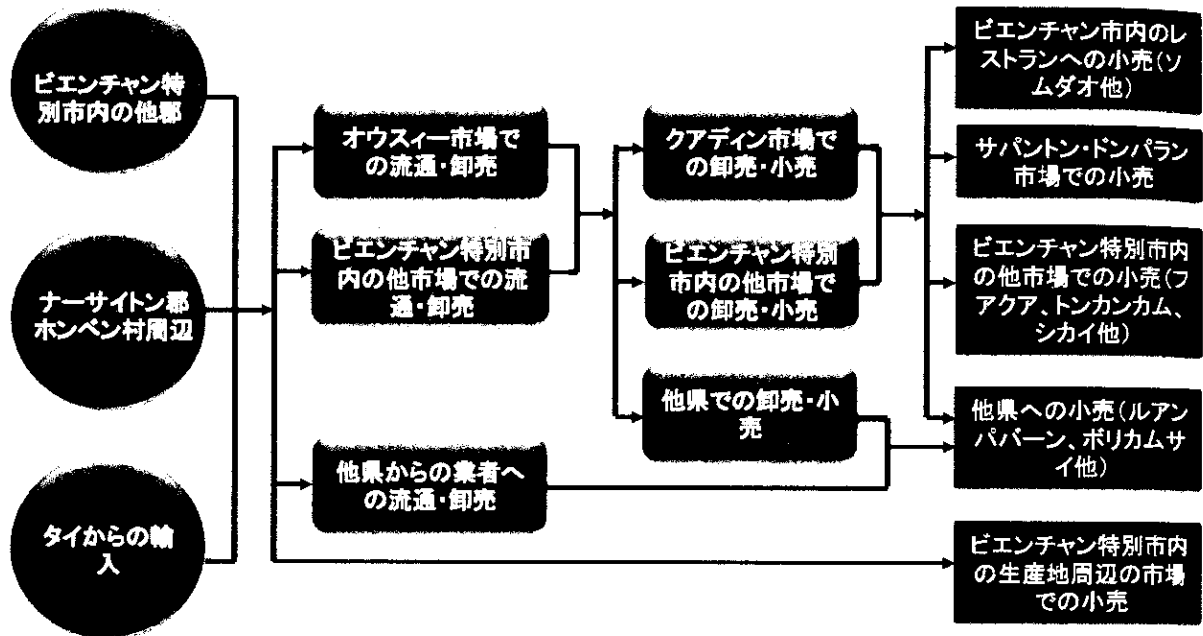 ビエンチャン特
別市内の他郡
ナーサイトン郡
ホンペン村周辺
タイからの輸
入
オウスィー市場で
の流通・卸売
ビエンチャン特別市
内の他市場での流
通・卸売
他県からの業者へ
の流通・卸売
クアディン市場で
の卸売・小売
ビエンチャン特別
市内の他市場で
の卸売・小売
他県での卸売・小
売
ビエンチャン市内のレ
ストランへの小売(ソ
ムダオ他)
サパントン・ドンパラン
市場での小売
ビエンチャン特別市内
の他市場での小売(フ
アクア、トンカンカム、
シカイ他)
他県への小売(ルアン
パバーン、ボリカムサ
イ他)
ビエンチャン特別市内
の生産地周辺の市場
での小売